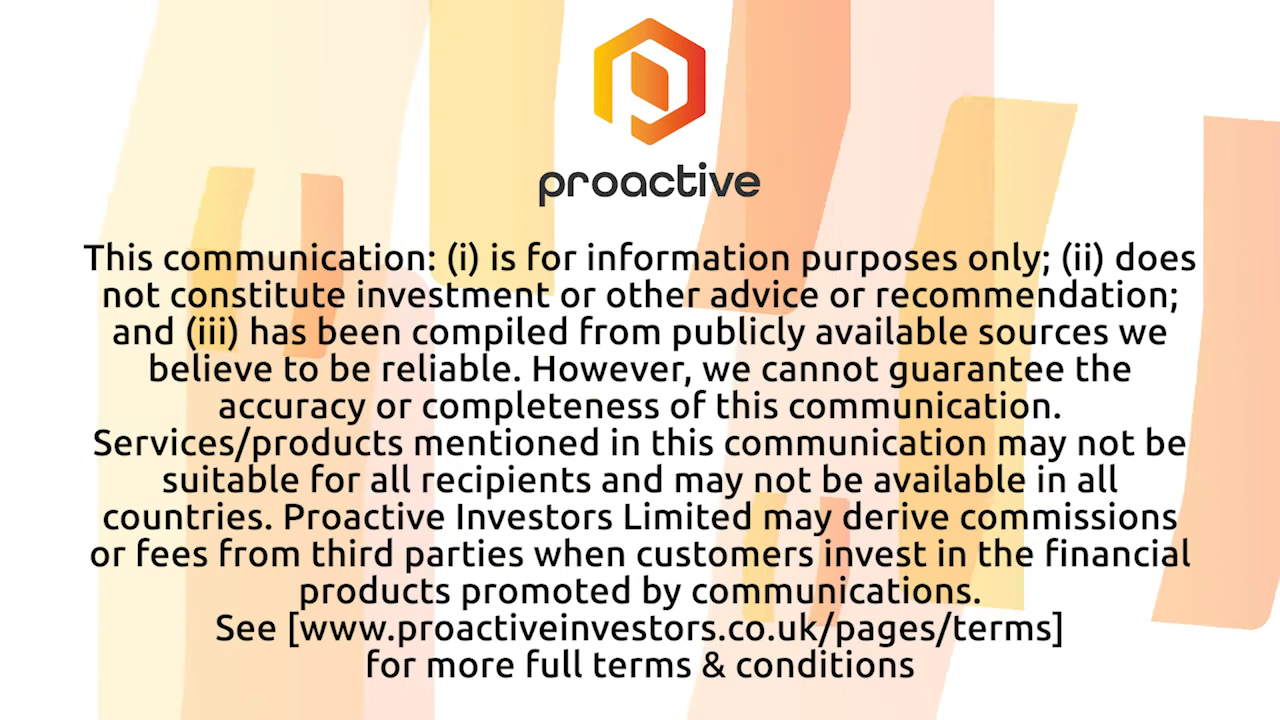 proactive
This communication: (i) is for information purposes only; (ii) does
not constitute investment or other advice or recommendation;
and (iii) has been compiled from publicly available sources we
believe to be reliable. However, we cannot guarantee the
accuracy or completeness of this communication.
Services/products mentioned in this communication may not be
suitable for all recipients and may not be available in all
countries. Proactive Investors Limited may derive commissions
or fees from third parties when customers invest in the financial
products promoted by communications.
See [www.proactiveinvestors.co.uk/pages/terms]
for more full terms & conditions